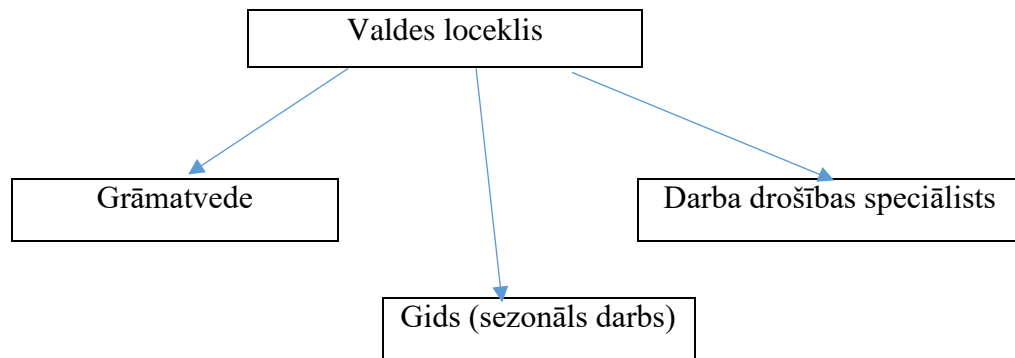 Valdes loceklis
Grāmatvede
Darba drošības speciālists
Gids (sezonāls darbs)